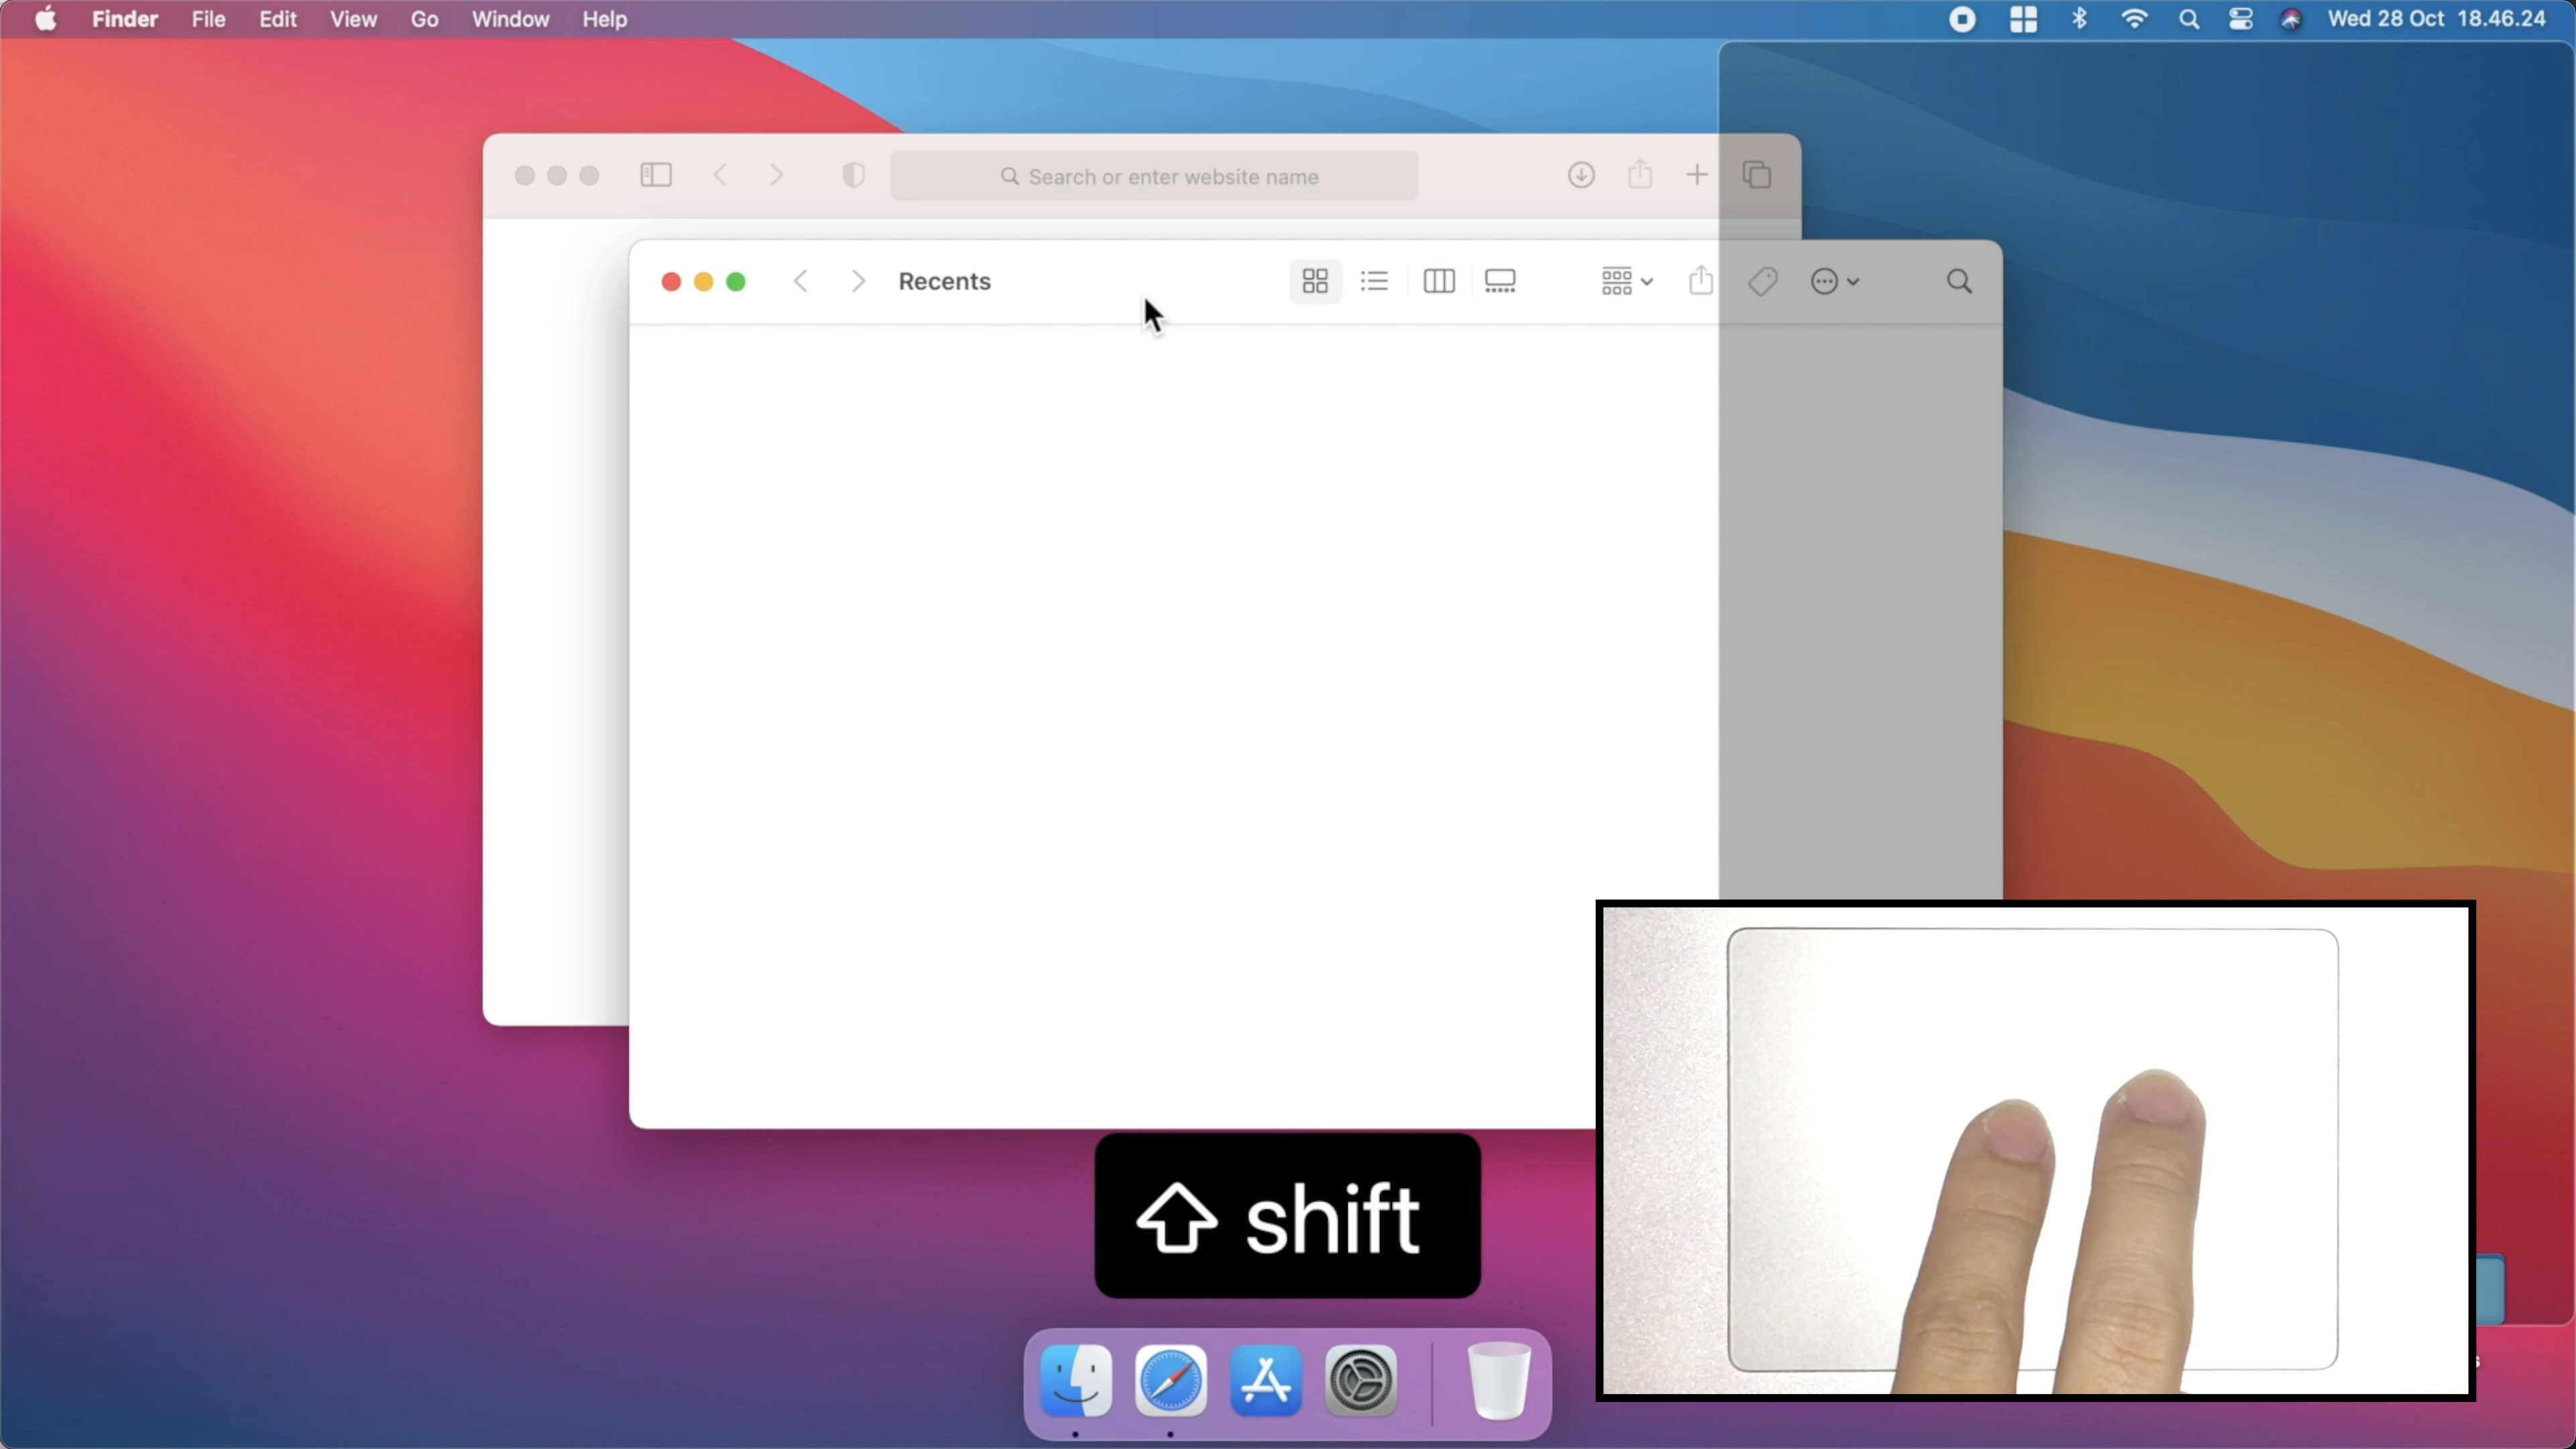 Finder File Edit View Go Window Help Wed 28 Oct 18.46.24
Search or enter website name
Recents
shift